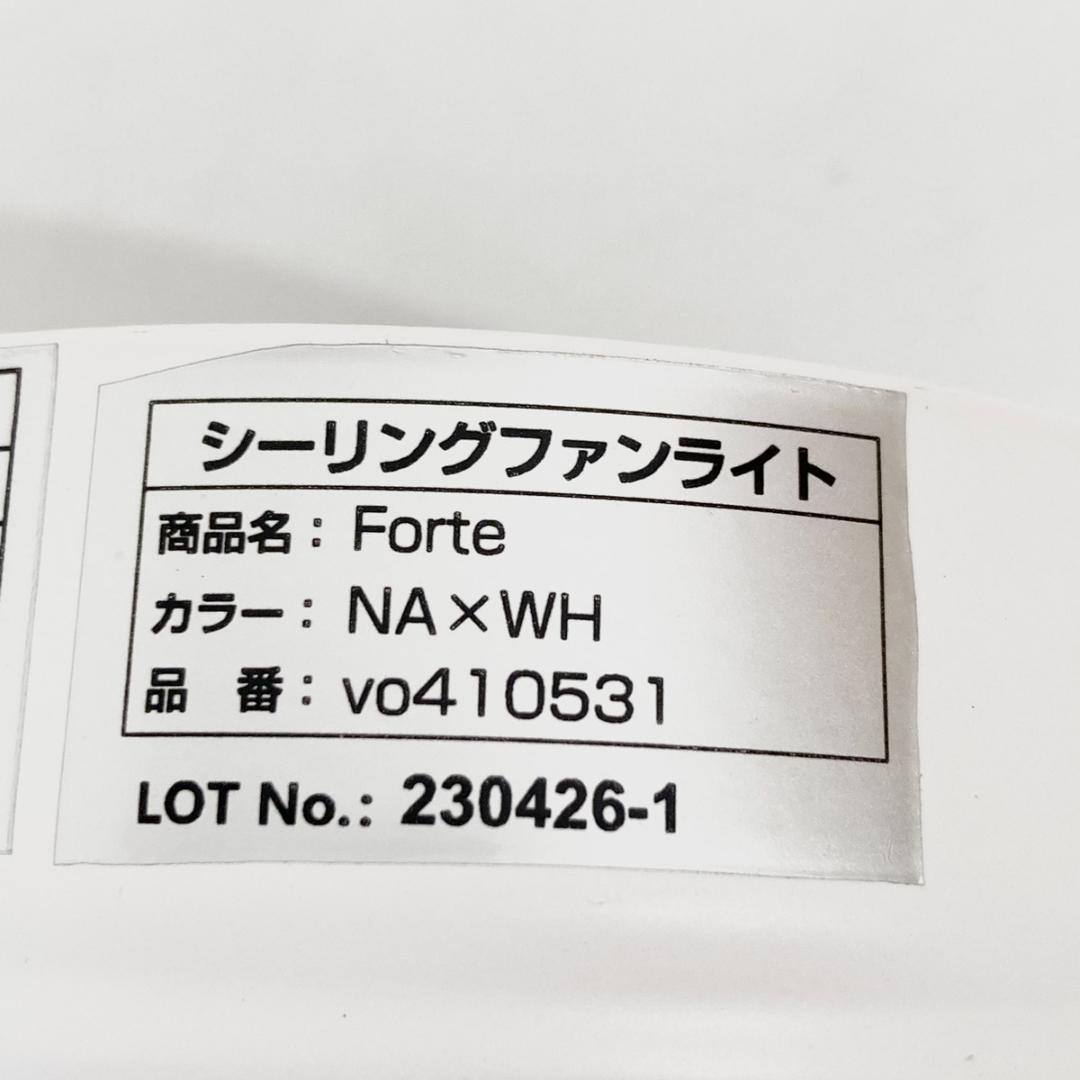 シーリングファンライト
商品名：Forte
カラー：NA×WH
品　番：vo410531
LOT No.: 230426-1